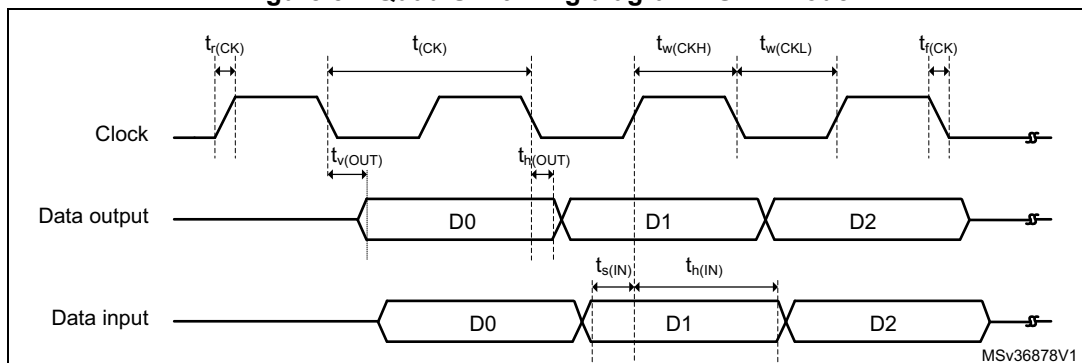 t_r(CK) t_(CK) t_w(CKH) t_w(CKL) t_f(CK)
Clock
t_v(OUT) t_h(OUT)
Data output D0 D1 D2
t_s(IN) t_h(IN)
Data input D0 D1 D2
MSv36878V1